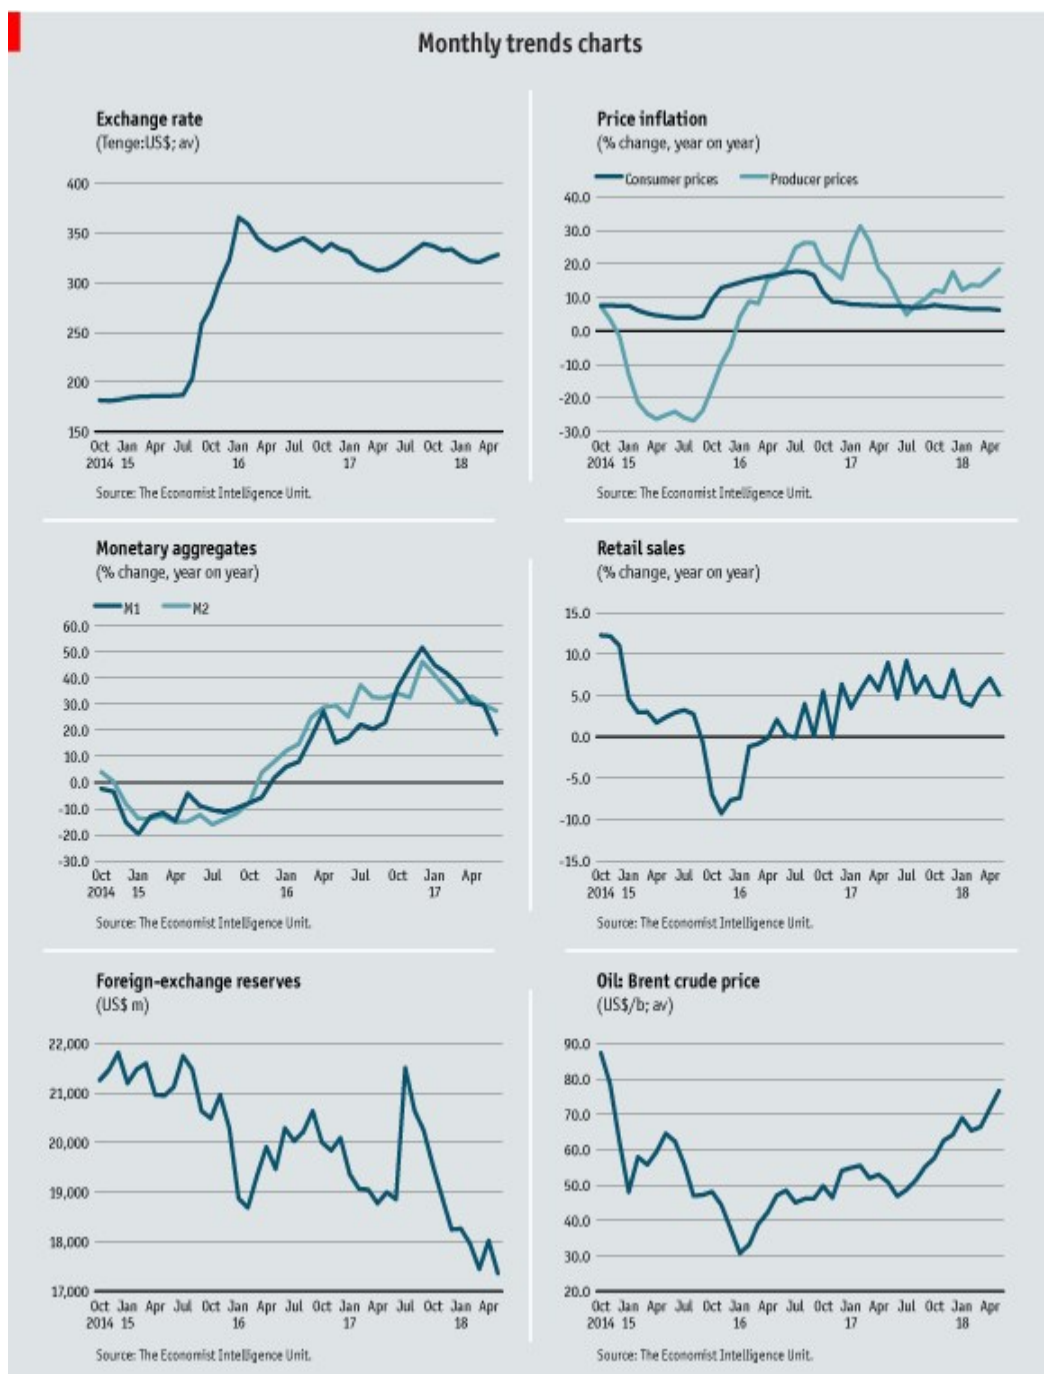 Monthly trends charts
Exchange rate
(Tenge:US$; av)
400
350
300
250
200
150
Oct Jan Apr Jul Oct Jan Apr Jul Oct Jan Apr Jul Oct Jan Apr
2014 15 16 17 18
Source: The Economist Intelligence Unit.
Price inflation
(% change, year on year)
Consumer prices Producer prices
40.0
30.0
20.0
10.0
0.0
-10.0
-20.0
-30.0
Oct Jan Apr Jul Oct Jan Apr Jul Oct Jan Apr Jul Oct Jan Apr
2014 15 16 17 18
Source: The Economist Intelligence Unit.
Monetary aggregates
(% change, year on year)
M1 M2
60.0
50.0
40.0
30.0
20.0
10.0
0.0
-10.0
-20.0
-30.0
Oct Jan Apr Jul Oct Jan Apr Jul Oct Jan Apr
2014 15 16 17
Source: The Economist Intelligence Unit.
Retail sales
(% change, year on year)
15.0
10.0
5.0
0.0
-5.0
-10.0
-15.0
Oct Jan Apr Jul Oct Jan Apr Jul Oct Jan Apr Jul Oct Jan Apr
2014 15 16 17 18
Source: The Economist Intelligence Unit.
Foreign-exchange reserves
(US$ m)
22,000
21,000
20,000
19,000
18,000
17,000
Oct Jan Apr Jul Oct Jan Apr Jul Oct Jan Apr Jul Oct Jan Apr
2014 15 16 17 18
Source: The Economist Intelligence Unit.
Oil: Brent crude price
(US$/b; av)
90.0
80.0
70.0
60.0
50.0
40.0
30.0
20.0
Oct Jan Apr Jul Oct Jan Apr Jul Oct Jan Apr Jul Oct Jan Apr
2014 15 16 17 18
Source: The Economist Intelligence Unit.